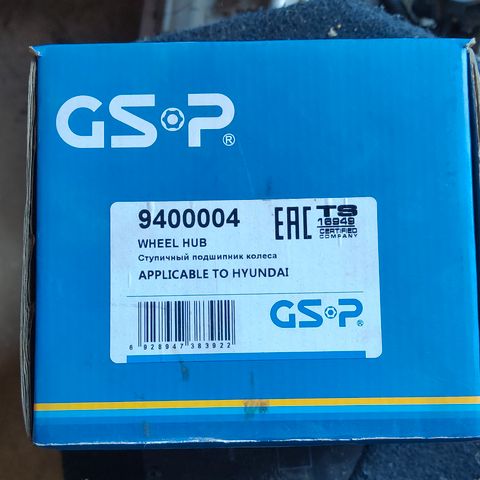 GS·P®
9400004
WHEEL HUB
Ступичный подшипник колеса
APPLICABLE TO HYUNDAI
EAC
TS
16949
CERTIFIED
COMPANY
6 928947 383922
GS·P®